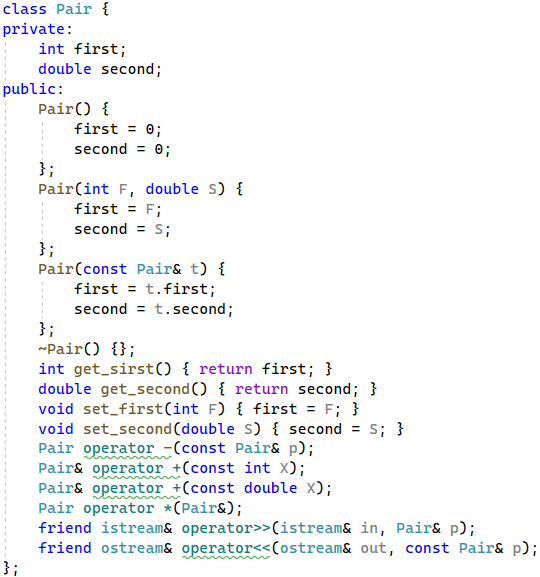 class Pair {
private:
    int first;
    double second;
public:
    Pair() {
        first = 0;
        second = 0;
    };
    Pair(int F, double S) {
        first = F;
        second = S;
    };
    Pair(const Pair& t) {
        first = t.first;
        second = t.second;
    };
    ~Pair() {};
    int get_sirst() { return first; }
    double get_second() { return second; }
    void set_first(int F) { first = F; }
    void set_second(double S) { second = S; }
    Pair operator -(const Pair& p);
    Pair& operator +(const int X);
    Pair& operator +(const double X);
    Pair operator *(Pair&);
    friend istream& operator>>(istream& in, Pair& p);
    friend ostream& operator<<(ostream& out, const Pair& p);
};